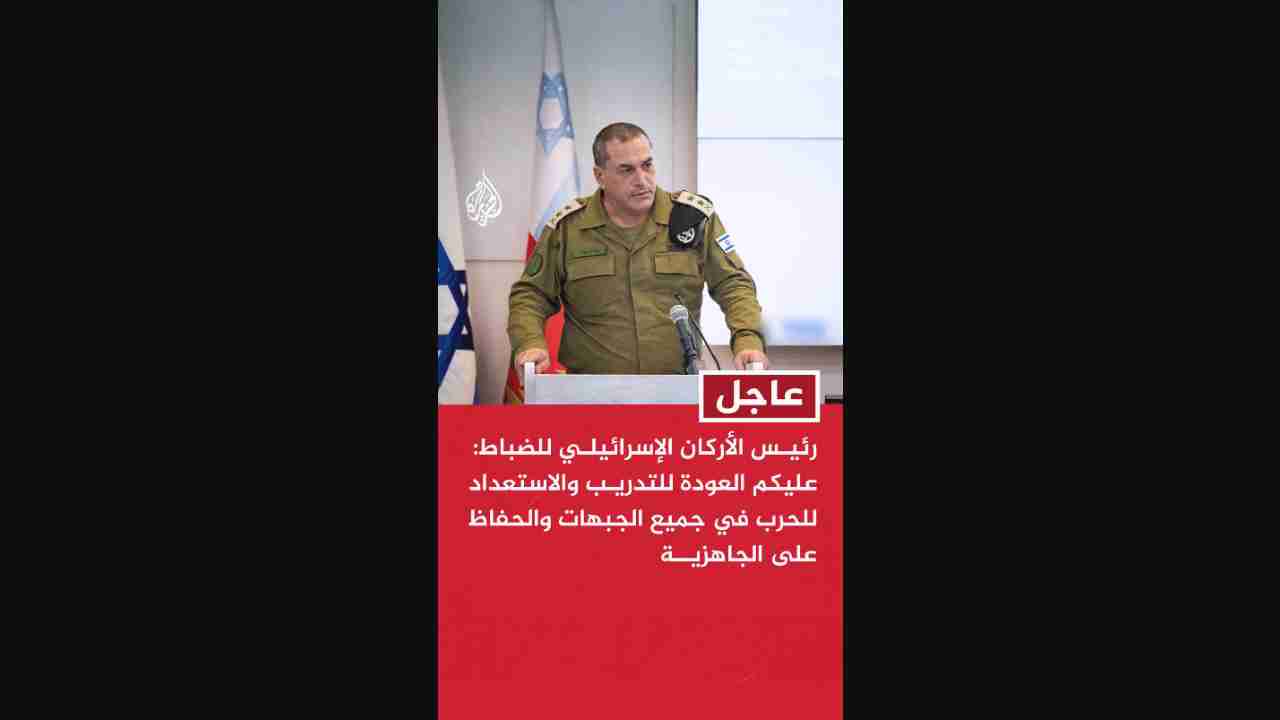 عاجل
رئيس الأركان الإسرائيلي للضباط:
عليكم العودة للتدريب والاستعداد
للحرب في جميع الجبهات والحفاظ
على الجاهزية